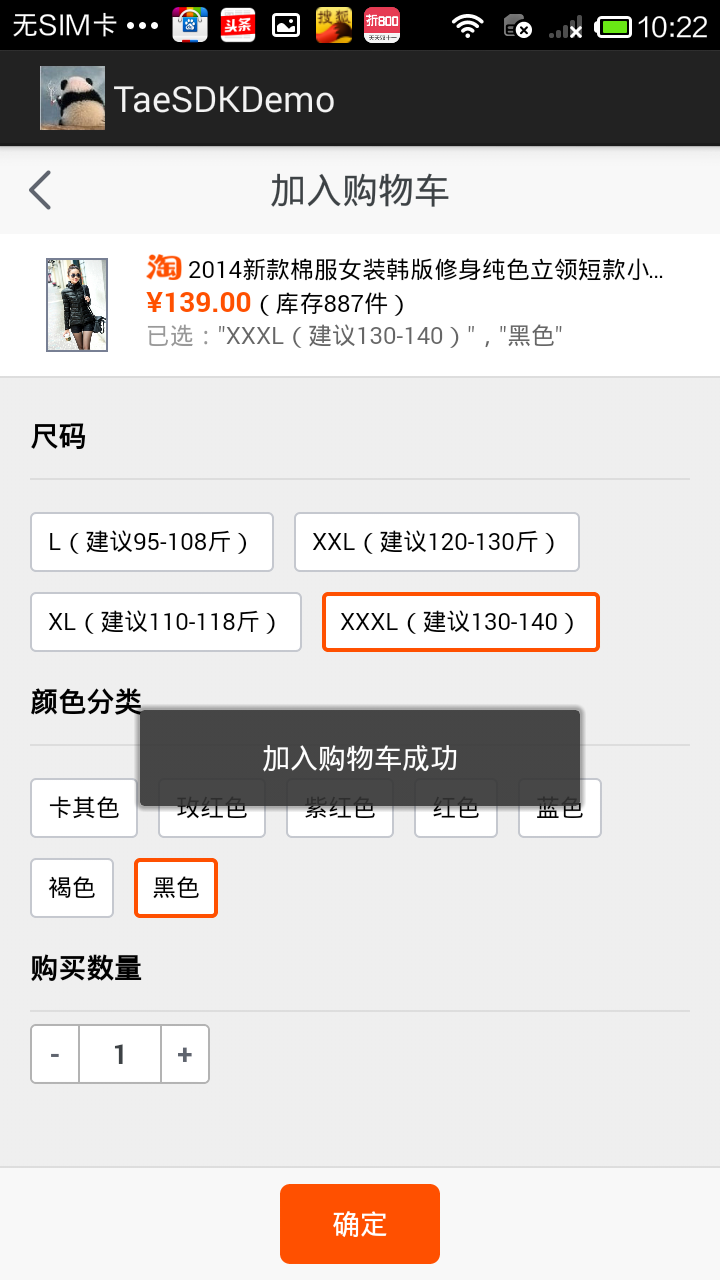 无SIM卡 ••• 头条 搜狐 折800 10:22
TaeSDKDemo
加入购物车
淘 2014新款棉服女装韩版修身纯色立领短款小...
¥139.00 ( 库存887件 )
已选："XXXL（建议130-140）" , "黑色"
尺码
L（建议95-108斤） XXL（建议120-130斤）
XL（建议110-118斤） XXXL（建议130-140）
颜色分类
加入购物车成功
卡其色 玫红色 紫红色 红色 蓝色
褐色 黑色
购买数量
- 1 +
确定